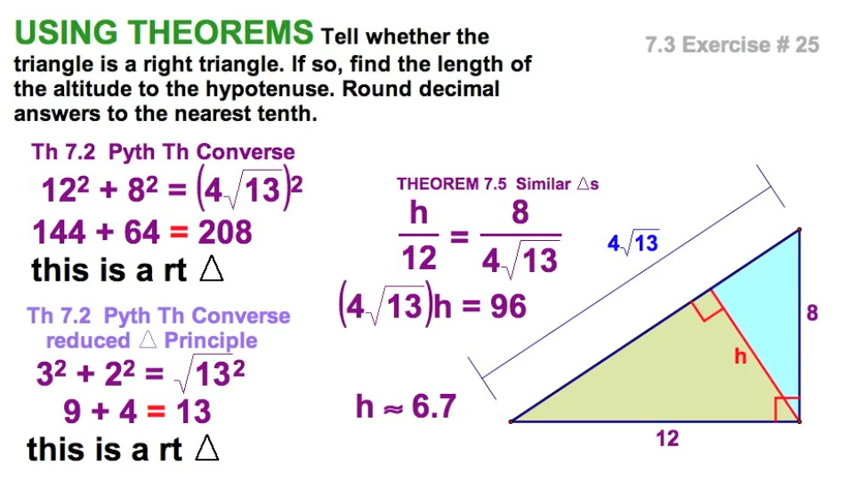 USING THEOREMS Tell whether the
triangle is a right triangle. If so, find the length of
the altitude to the hypotenuse. Round decimal
answers to the nearest tenth.
7.3 Exercise # 25
Th 7.2 Pyth Th Converse
12² + 8² = (4√13)²
144 + 64 = 208
this is a rt △
Th 7.2 Pyth Th Converse
reduced △ Principle
3² + 2² = √13²
9 + 4 = 13
this is a rt △
THEOREM 7.5 Similar △s
h/12 = 8/4√13
(4√13)h = 96
h ≈ 6.7
4√13
8
h
12